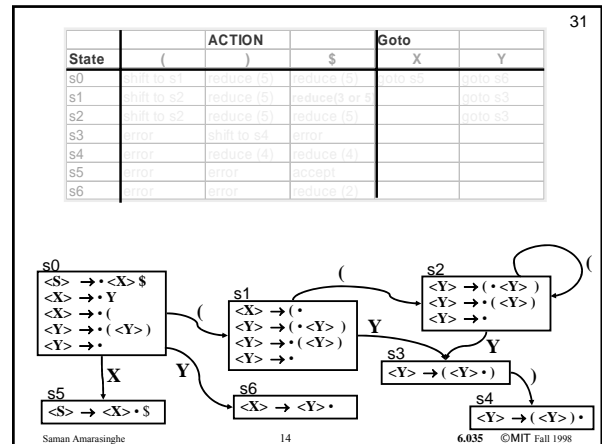 31
ACTION Goto
State ( ) $ X Y
s0 shift to s1 reduce (5) reduce (5) goto s5 goto s6
s1 shift to s2 reduce (5) reduce(3 or 5) goto s3
s2 shift to s2 reduce (5) reduce (5) goto s3
s3 error shift to s4 error
s4 error reduce (4) reduce (4)
s5 error error accept
s6 error error reduce (2)
s0
<S> → • <X> $
<X> → • Y
<X> → • (
<Y> → • ( <Y> )
<Y> → •
(
s1
<X> → ( •
<Y> → ( • <Y> )
<Y> → • ( <Y> )
<Y> → •
(
s2
<Y> → ( • <Y> )
<Y> → • ( <Y> )
<Y> → •
(
Y
Y
s3
<Y> → ( <Y> • )
)
s4
<Y> → ( <Y> ) •
X
Y
s5
<S> → <X> • $
s6
<X> → <Y> •
Saman Amarasinghe 14 6.035 ©MIT Fall 1998